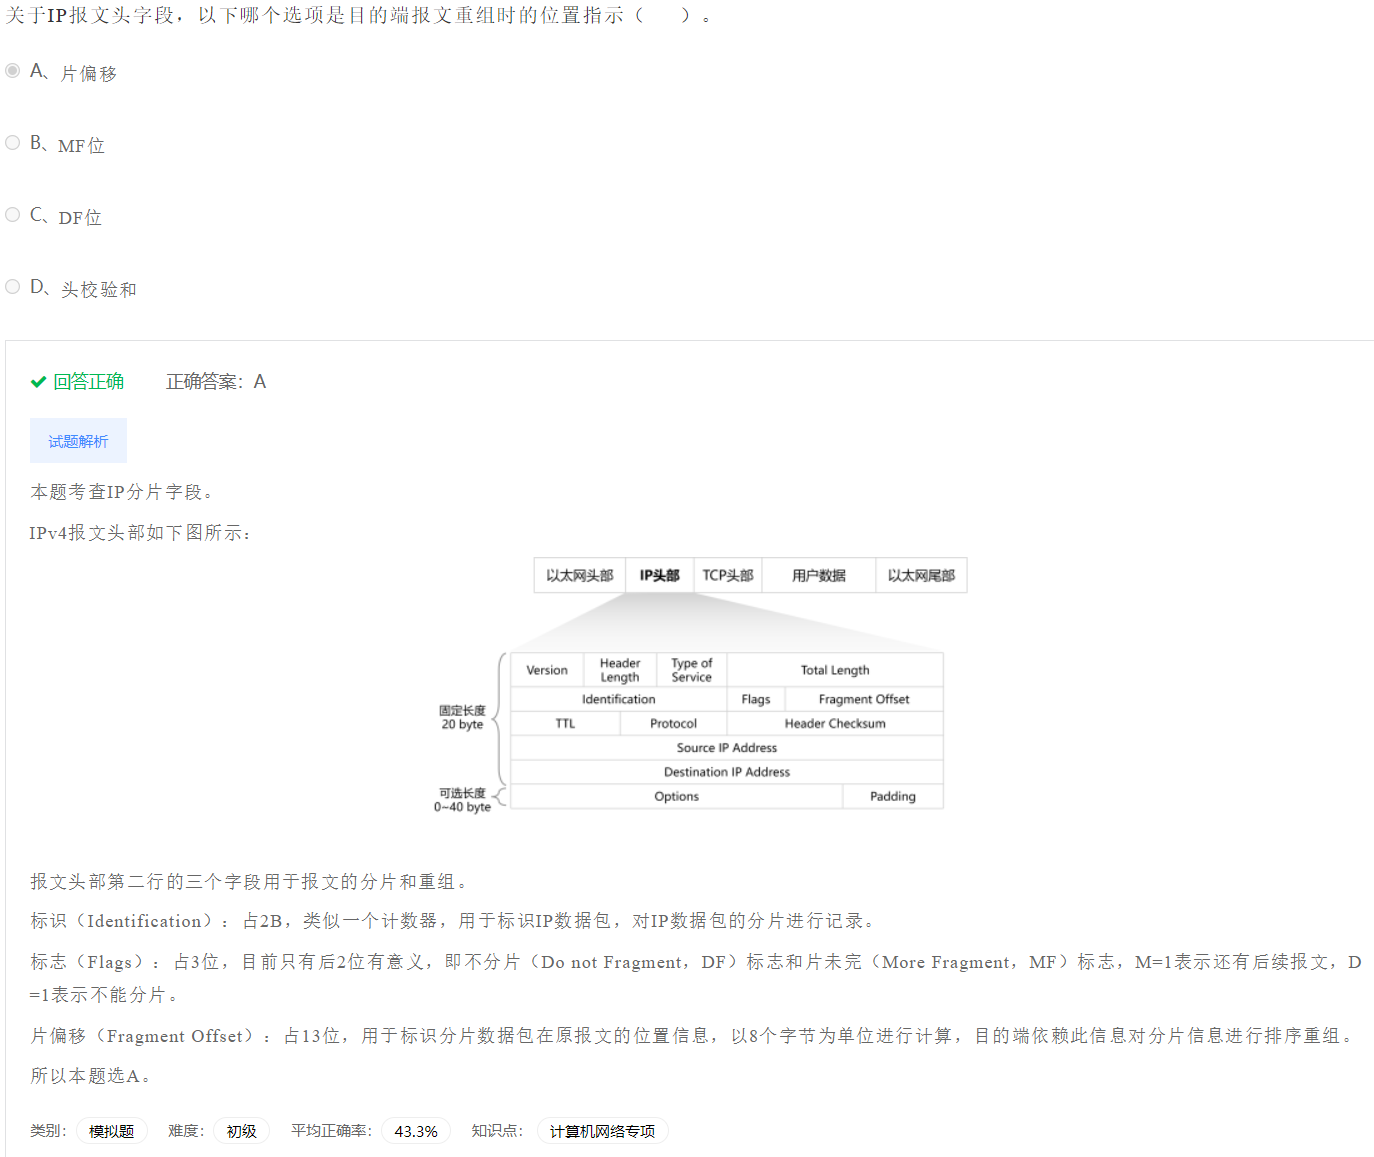 关于IP报文头字段，以下哪个选项是目的端报文重组时的位置指示（　　）。
A、片偏移
B、MF位
C、DF位
D、头校验和
回答正确 正确答案：A
试题解析
本题考查IP分片字段。
IPv4报文头部如下图所示：
以太网头部 IP头部 TCP头部 用户数据 以太网尾部
Version Header Length Type of Service Total Length
Identification Flags Fragment Offset
固定长度 20 byte
TTL Protocol Header Checksum
Source IP Address
Destination IP Address
可选长度 0~40 byte
Options Padding
报文头部第二行的三个字段用于报文的分片和重组。
标识（Identification）：占2B，类似一个计数器，用于标识IP数据包，对IP数据包的分片进行记录。
标志（Flags）：占3位，目前只有后2位有意义，即不分片（Do not Fragment，DF）标志和片未完（More Fragment，MF）标志，M=1表示还有后续报文，D
=1表示不能分片。
片偏移（Fragment Offset）：占13位，用于标识分片数据包在原报文的位置信息，以8个字节为单位进行计算，目的端依赖此信息对分片信息进行排序重组。
所以本题选A。
类别： 模拟题 难度： 初级 平均正确率： 43.3% 知识点： 计算机网络专项